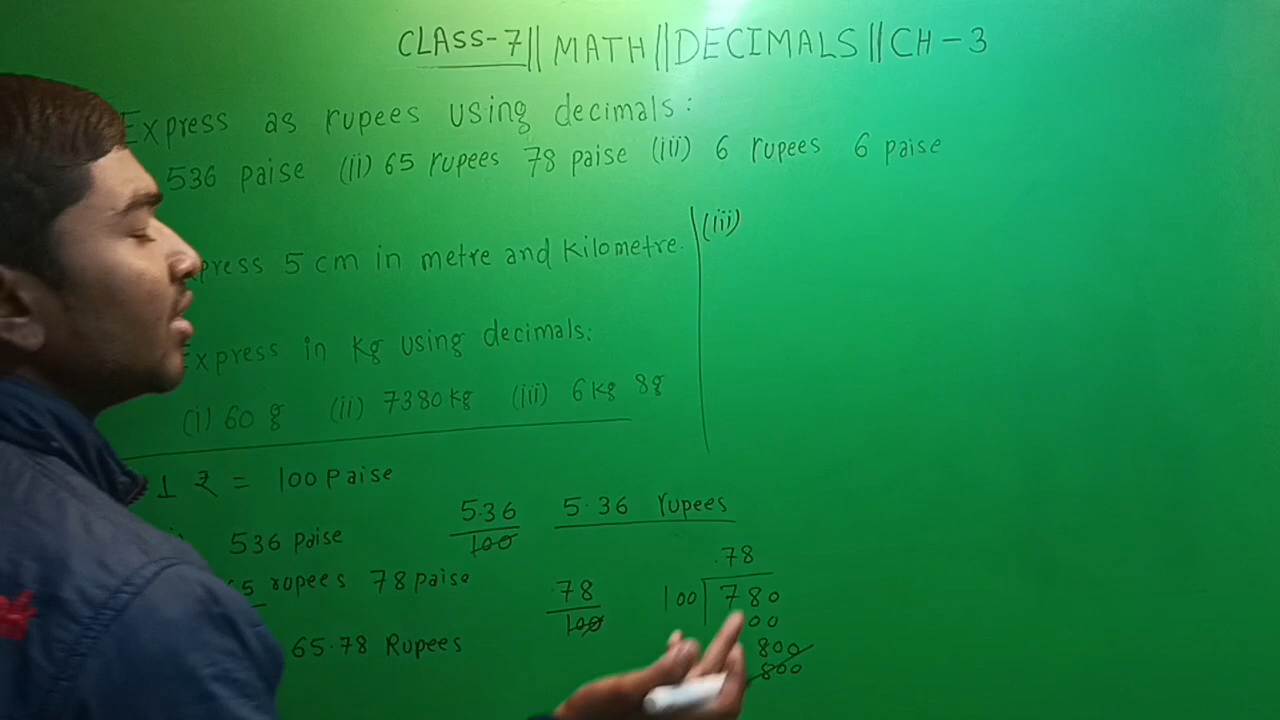 CLASS-7 || MATH || DECIMALS || CH-3
Express as rupees using decimals:
536 paise (ii) 65 rupees 78 paise (iii) 6 rupees 6 paise
(iii)
press 5 cm in metre and Kilometre.
Express in Kg using decimals:
(i) 60 g (ii) 7380 kg (iii) 6 kg 8g
1 ₹ = 100 Paise
536 paise 5.36 5.36 rupees
100
65 rupees 78 paise .78 .78
100 100 780
00
65.78 Rupees 800
800